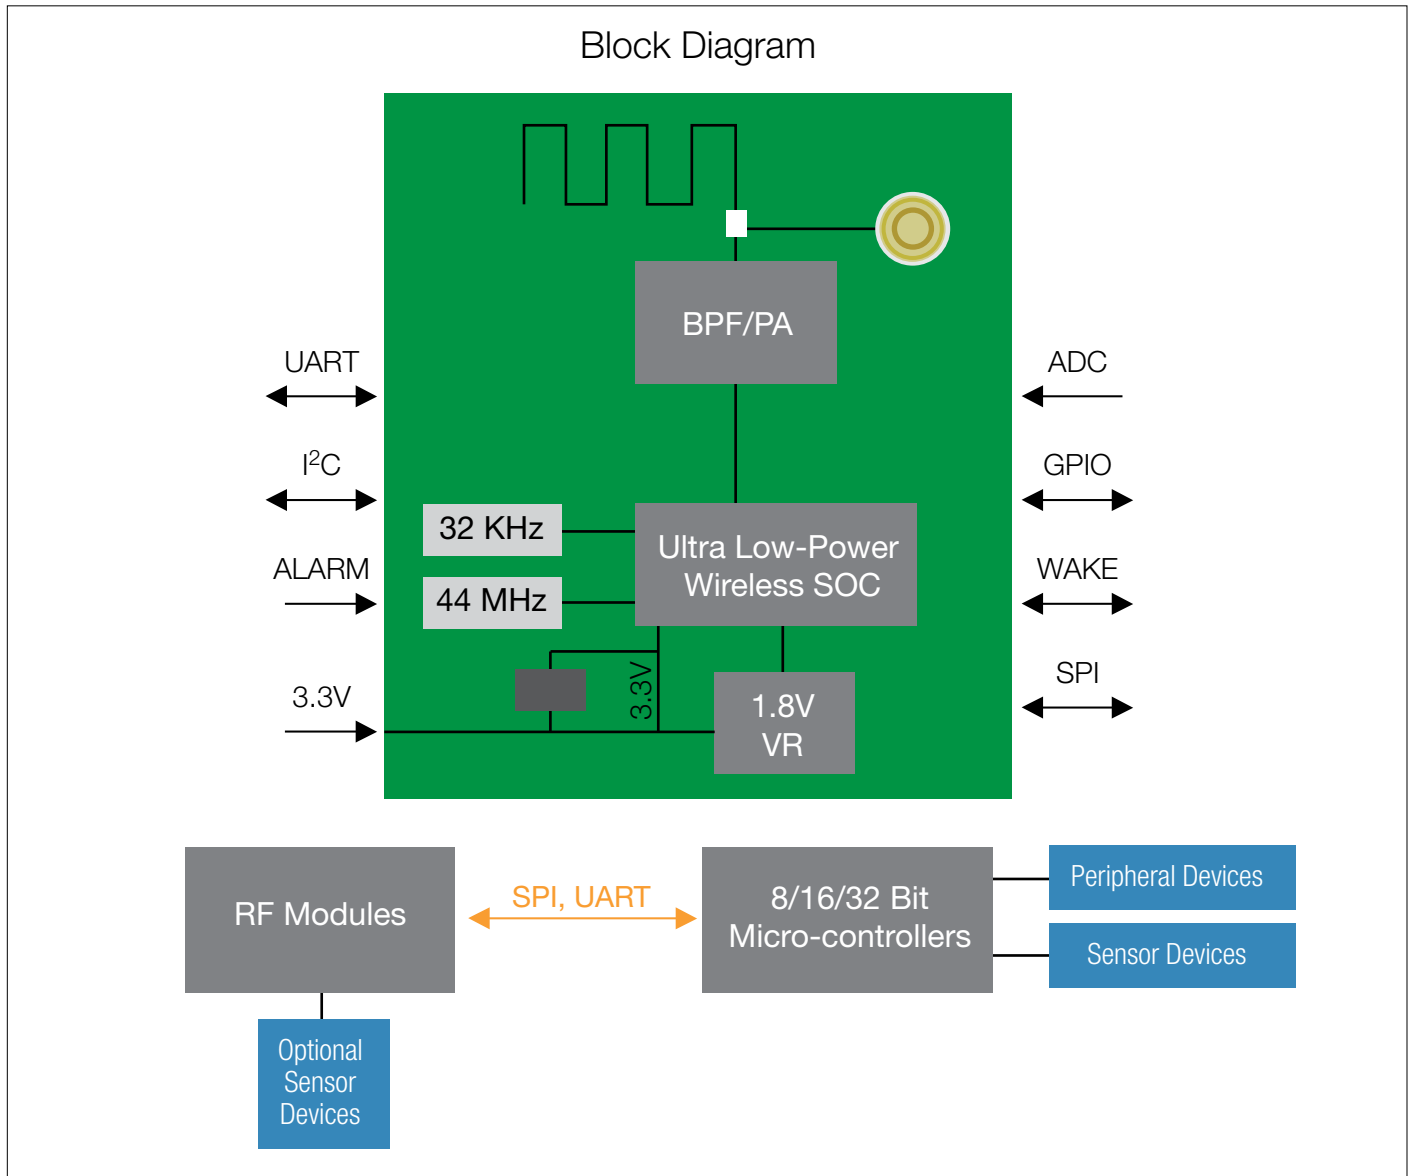 Block Diagram
BPF/PA
UART
ADC
I²C
GPIO
32 KHz
Ultra Low-Power
Wireless SOC
ALARM
WAKE
44 MHz
3.3V
3.3V
1.8V
VR
SPI
RF Modules
SPI, UART
8/16/32 Bit
Micro-controllers
Peripheral Devices
Sensor Devices
Optional
Sensor
Devices